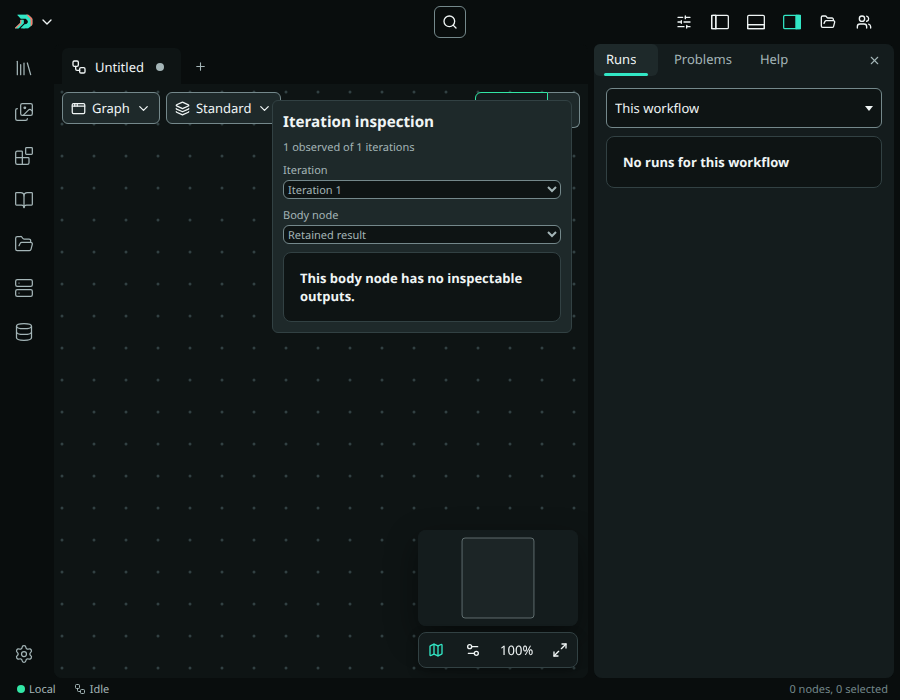 Untitled
Graph
Standard
Iteration inspection
1 observed of 1 iterations
Iteration
Iteration 1
Body node
Retained result
This body node has no inspectable
outputs.
100%
Runs
Problems
Help
This workflow
No runs for this workflow
Local
Idle
0 nodes, 0 selected